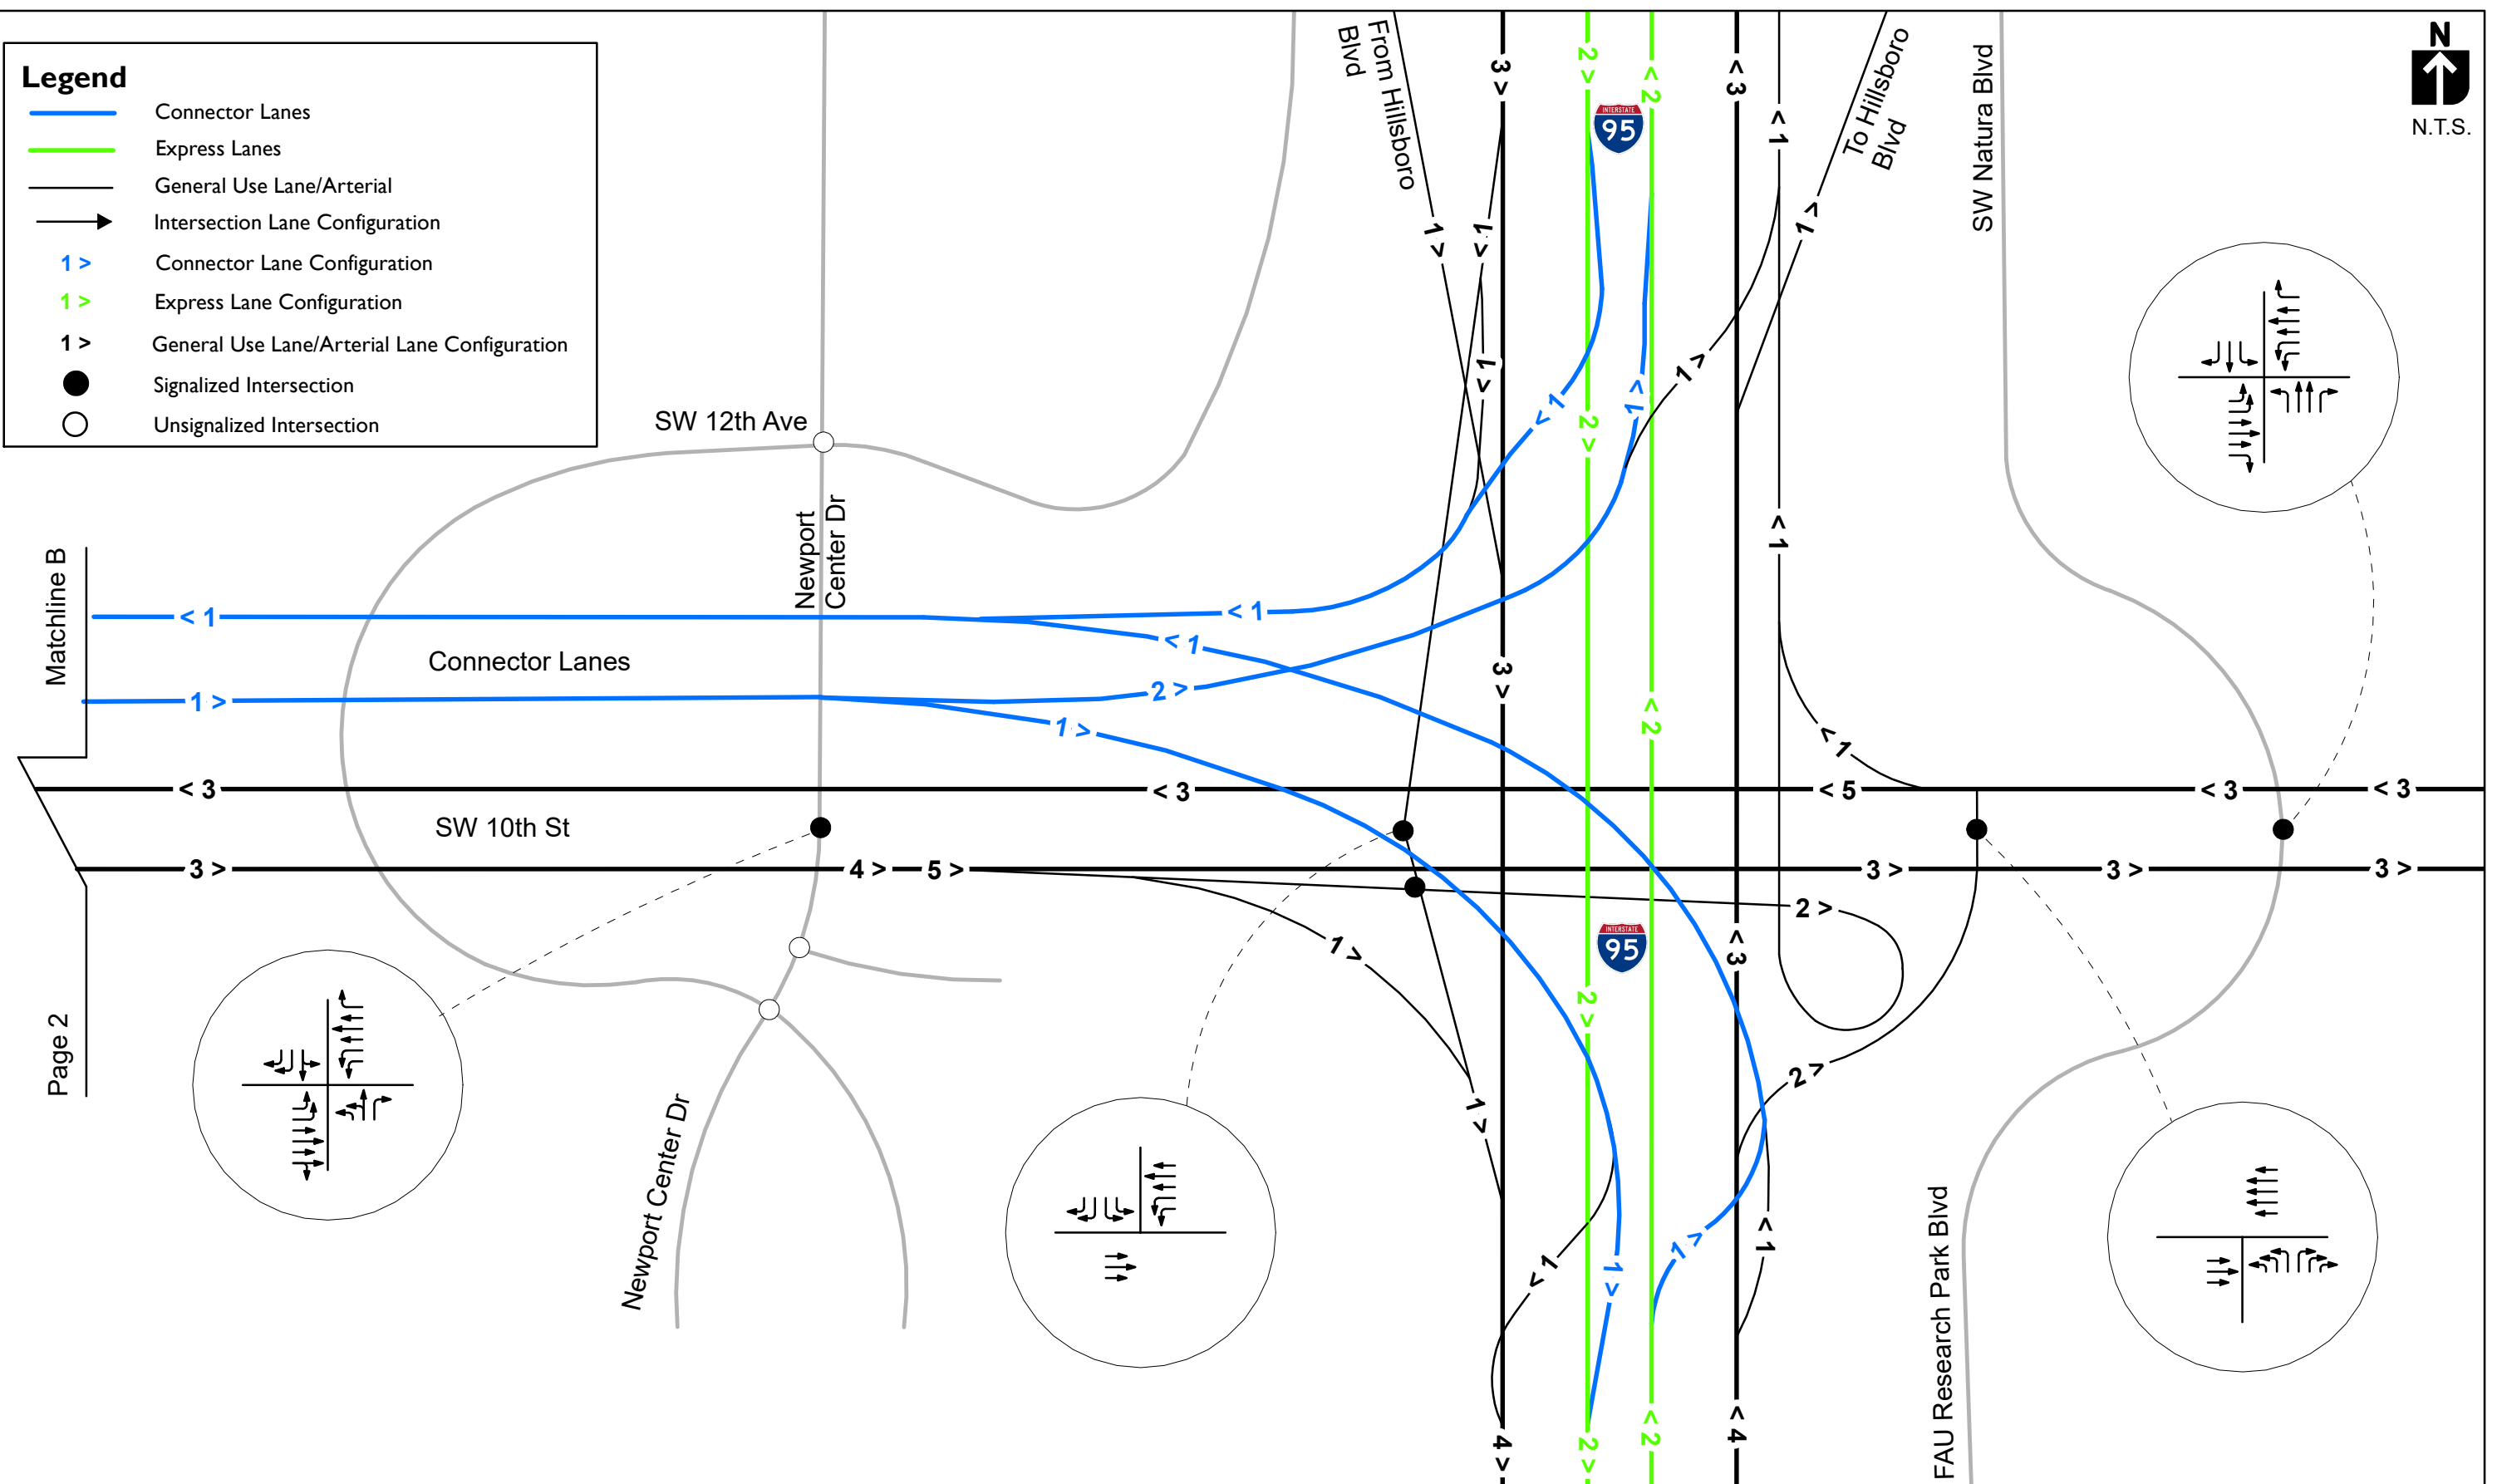 Legend
Connector Lanes
Express Lanes
General Use Lane/Arterial
Intersection Lane Configuration
1 >
Connector Lane Configuration
1 >
Express Lane Configuration
1 >
General Use Lane/Arterial Lane Configuration
Signalized Intersection
Unsignalized Intersection
From Hillsboro
Blvd
3 >
2 >
< 2
INTERSTATE
95
< 3
< 1
To Hillsboro
Blvd
SW Natura Blvd
N
N.T.S.
1 >
1 >
1 >
1 >
1 >
< 1
2 >
1 >
SW 12th Ave
Newport
Center Dr
Matchline B
< 1
< 1
< 1
< 1
Connector Lanes
1 >
2 >
1 >
3 >
< 2
< 1
< 3
< 3
< 5
< 3
< 3
SW 10th St
3 >
4 >
5 >
3 >
3 >
3 >
2 >
1 >
INTERSTATE
95
< 3
2 >
2 >
Page 2
1 >
Newport Center Dr
< 1
1 >
1 >
< 1
FAU Research Park Blvd
4 >
2 >
< 2
< 4